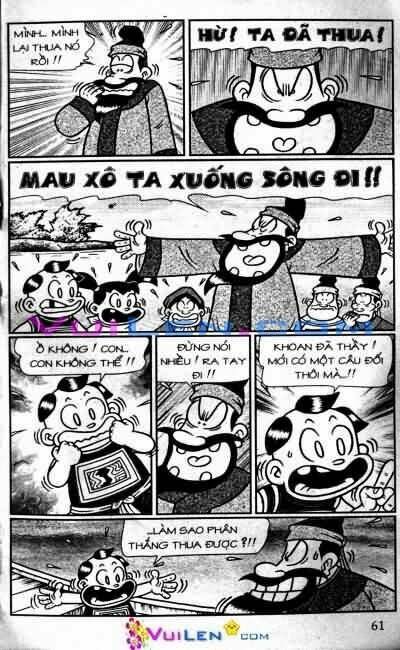 MÌNH... MÌNH
LẠI THUA NÓ
RỒI !!
HỪ! TA ĐÃ THUA!
MAU XÔ TA XUỐNG SÔNG ĐI!!
VUILEN.COM
Ồ KHÔNG! CON...
CON KHÔNG THỂ !!
ĐỪNG NÓI
NHIỀU! RA TAY
ĐI !!
KHOAN ĐÃ THẦY!
MỚI CÓ MỘT CÂU ĐỐI
THÔI MÀ...!!
...LÀM SAO PHÂN
THẮNG THUA ĐƯỢC ?!!
61
VUILEN.COM